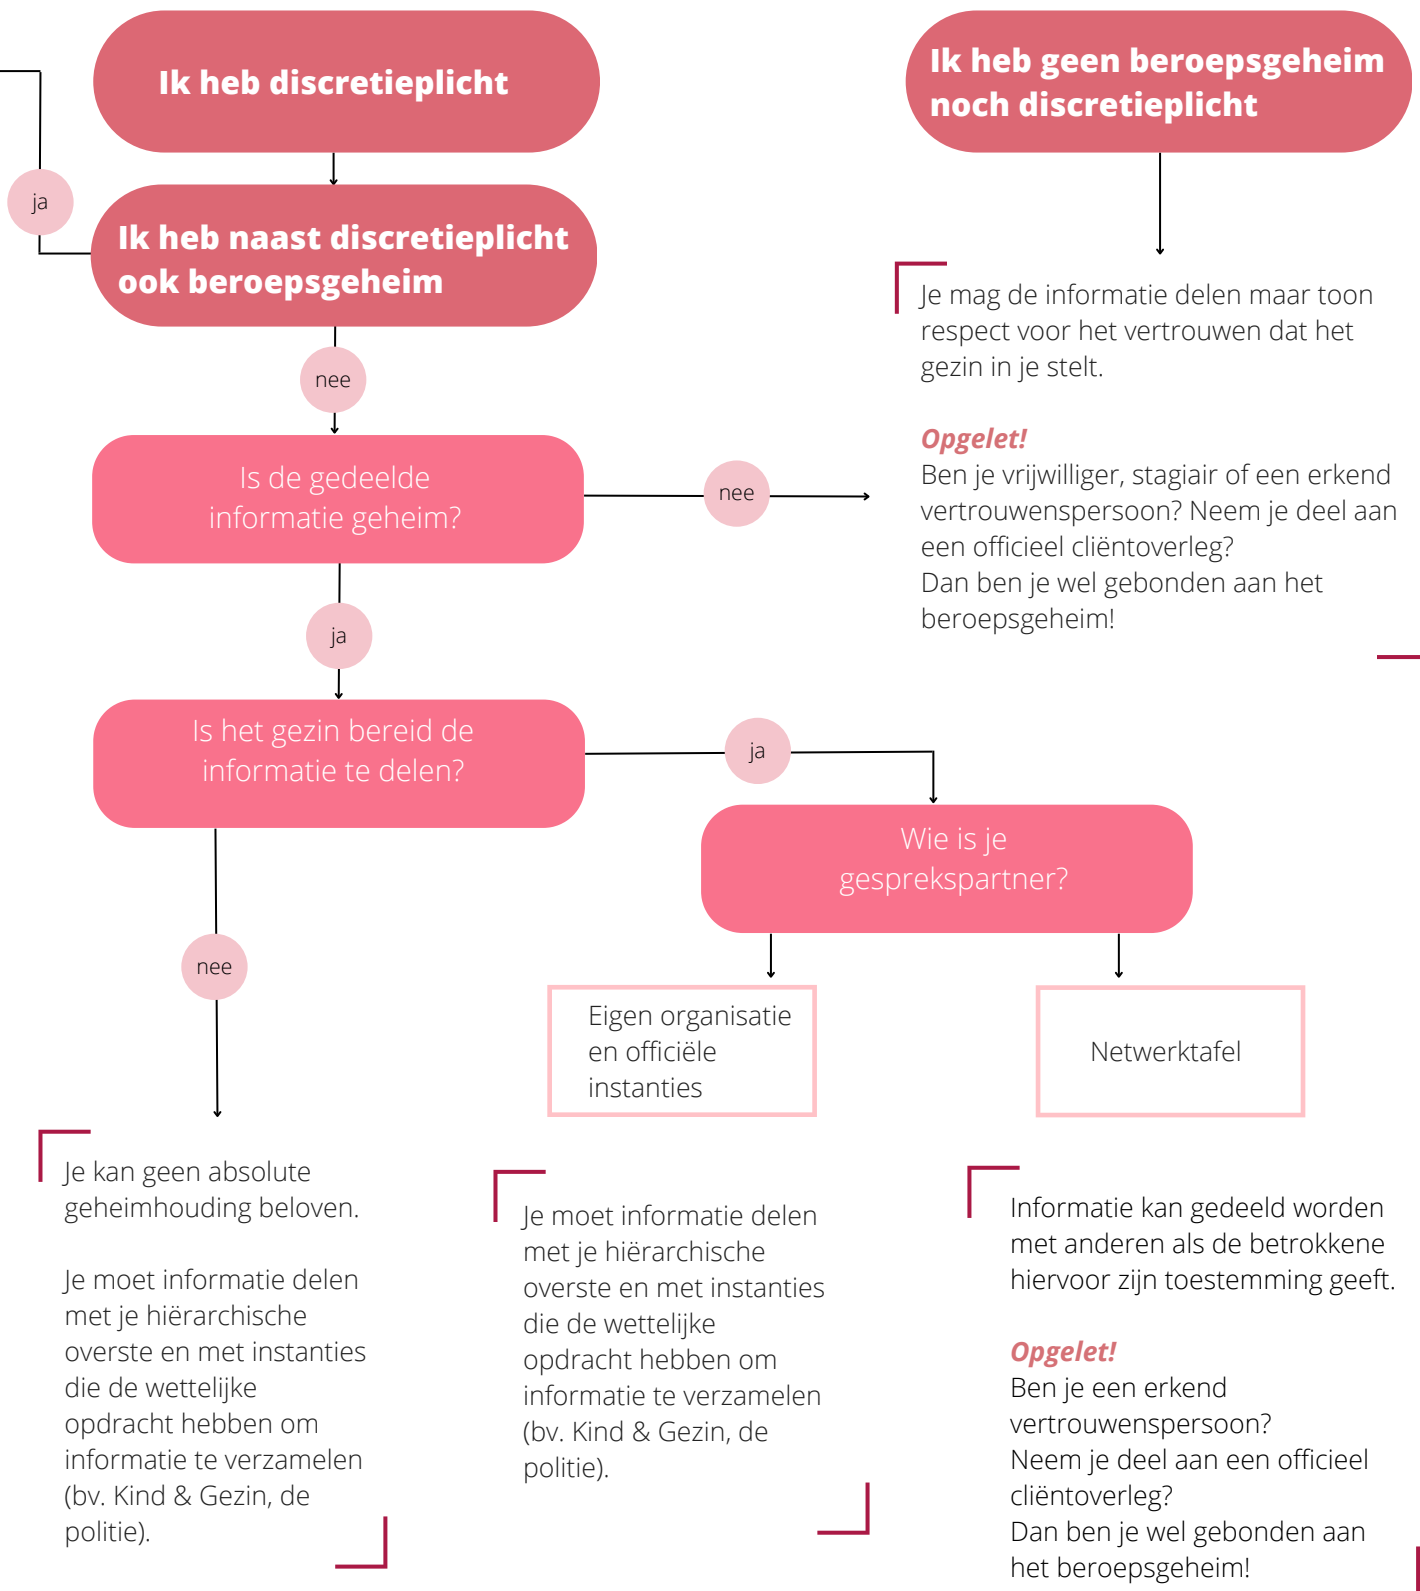 Ik heb discretieplicht
ja
Ik heb naast discretieplicht
ook beroepsgeheim
nee
Is de gedeelde
informatie geheim?
nee
ja
Is het gezin bereid de
informatie te delen?
ja
nee
Wie is je
gesprekspartner?
Eigen organisatie
en officiële
instanties
Netwerktafel
Je kan geen absolute
geheimhouding beloven.
Je moet informatie delen
met je hiërarchische
overste en met instanties
die de wettelijke
opdracht hebben om
informatie te verzamelen
(bv. Kind & Gezin, de
politie).
Je moet informatie delen
met je hiërarchische
overste en met instanties
die de wettelijke
opdracht hebben om
informatie te verzamelen
(bv. Kind & Gezin, de
politie).
Informatie kan gedeeld worden
met anderen als de betrokkene
hiervoor zijn toestemming geeft.
Opgelet!
Ben je een erkend
vertrouwenspersoon?
Neem je deel aan een officieel
cliëntoverleg?
Dan ben je wel gebonden aan
het beroepsgeheim!
Ik heb geen beroepsgeheim
noch discretieplicht
Je mag de informatie delen maar toon
respect voor het vertrouwen dat het
gezin in je stelt.
Opgelet!
Ben je vrijwilliger, stagiair of een erkend
vertrouwenspersoon? Neem je deel aan
een officieel cliëntoverleg?
Dan ben je wel gebonden aan het
beroepsgeheim!